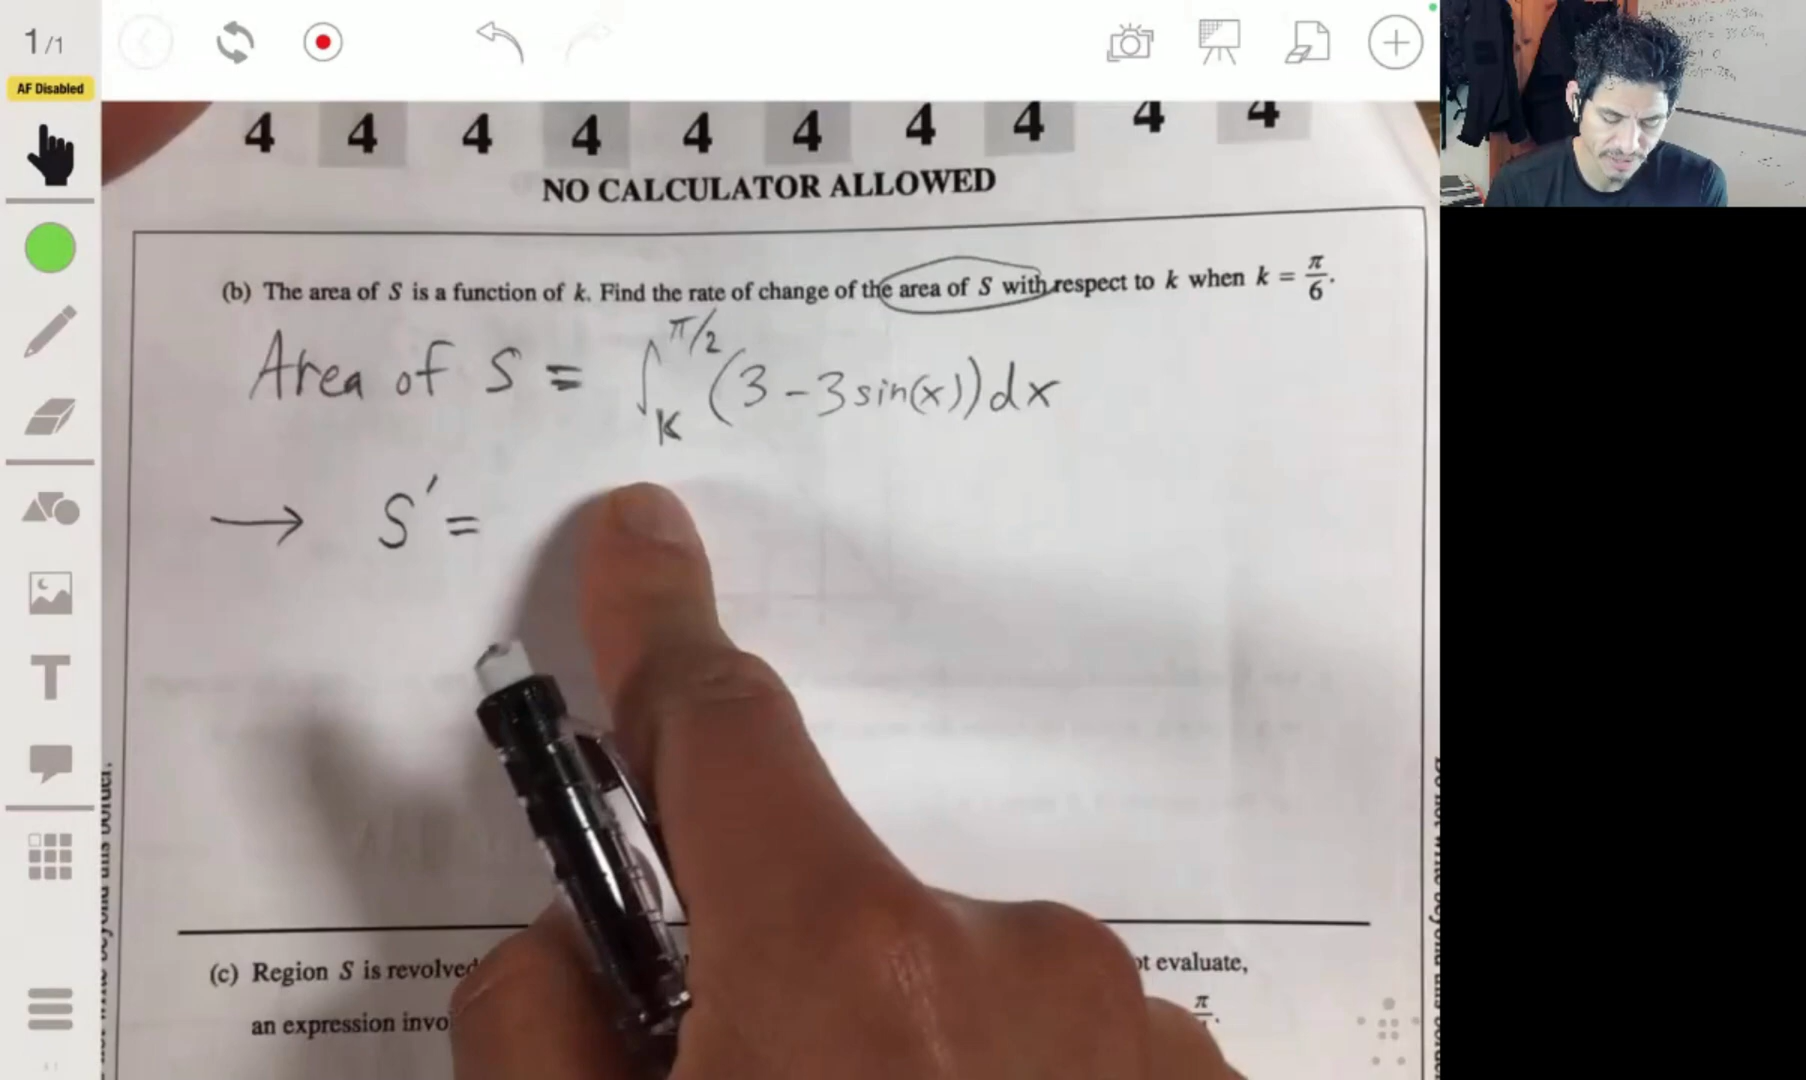 1/1
AF Disabled
4 4 4 4 4 4 4 4 4 4
NO CALCULATOR ALLOWED
(b) The area of S is a function of k. Find the rate of change of the area of S with respect to k when k = π/6.
Area of S = ∫_K^{π/2} (3 - 3 sin(x)) dx
→ S' =
(c) Region S is revolved
ot evaluate,
an expression invo
T